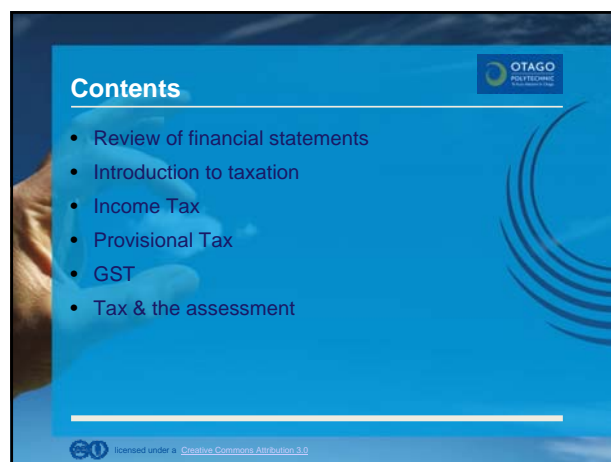 Contents
OTAGO
POLYTECHNIC
• Review of financial statements
• Introduction to taxation
• Income Tax
• Provisional Tax
• GST
• Tax & the assessment
licensed under a Creative Commons Attribution 3.0